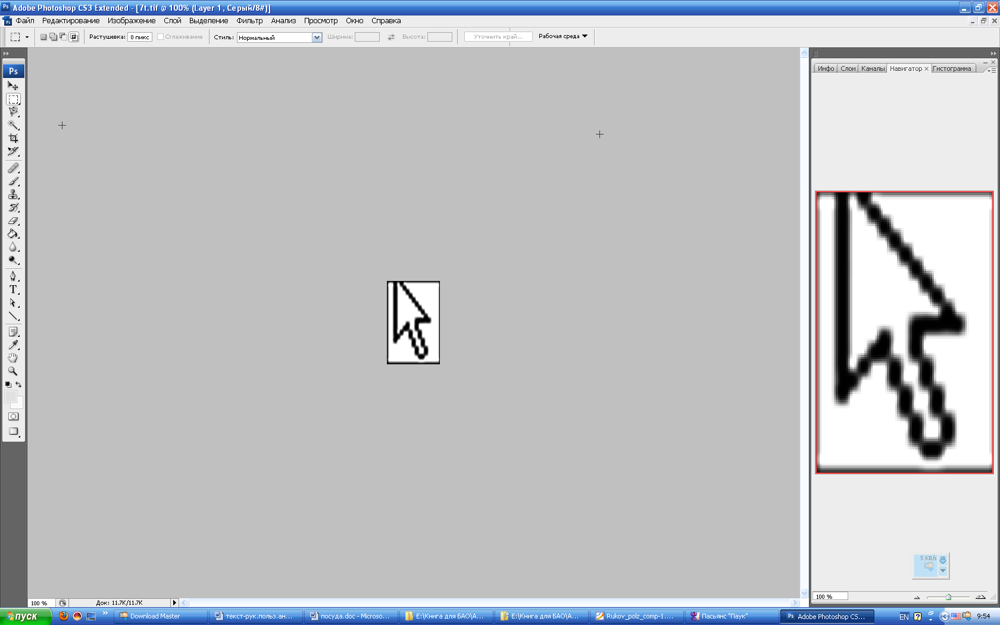 Adobe Photoshop CS3 Extended - [7t.tif @ 100% (Layer 1, Серый/8#)]
Файл Редактирование Изображение Слой Выделение Фильтр Анализ Просмотр Окно Справка
Растушевка: 0 пикс Сглаживание Стиль: Нормальный Ширина: Высота: Уточнить край... Рабочая среда
Ps
Инфо Слои Каналы Навигатор Гистограмма
5 KB/s
100 %
100 % Док: 11.7K/11.7K
пуск Download Master текст-рук.польз.ан... посуда.doc - Microso... E:\Книга для БАО\А... E:\Книга для БАО\А... Rukov_polz_comp-1.... Пасьянс "Паук" Adobe Photoshop CS... EN 9:54